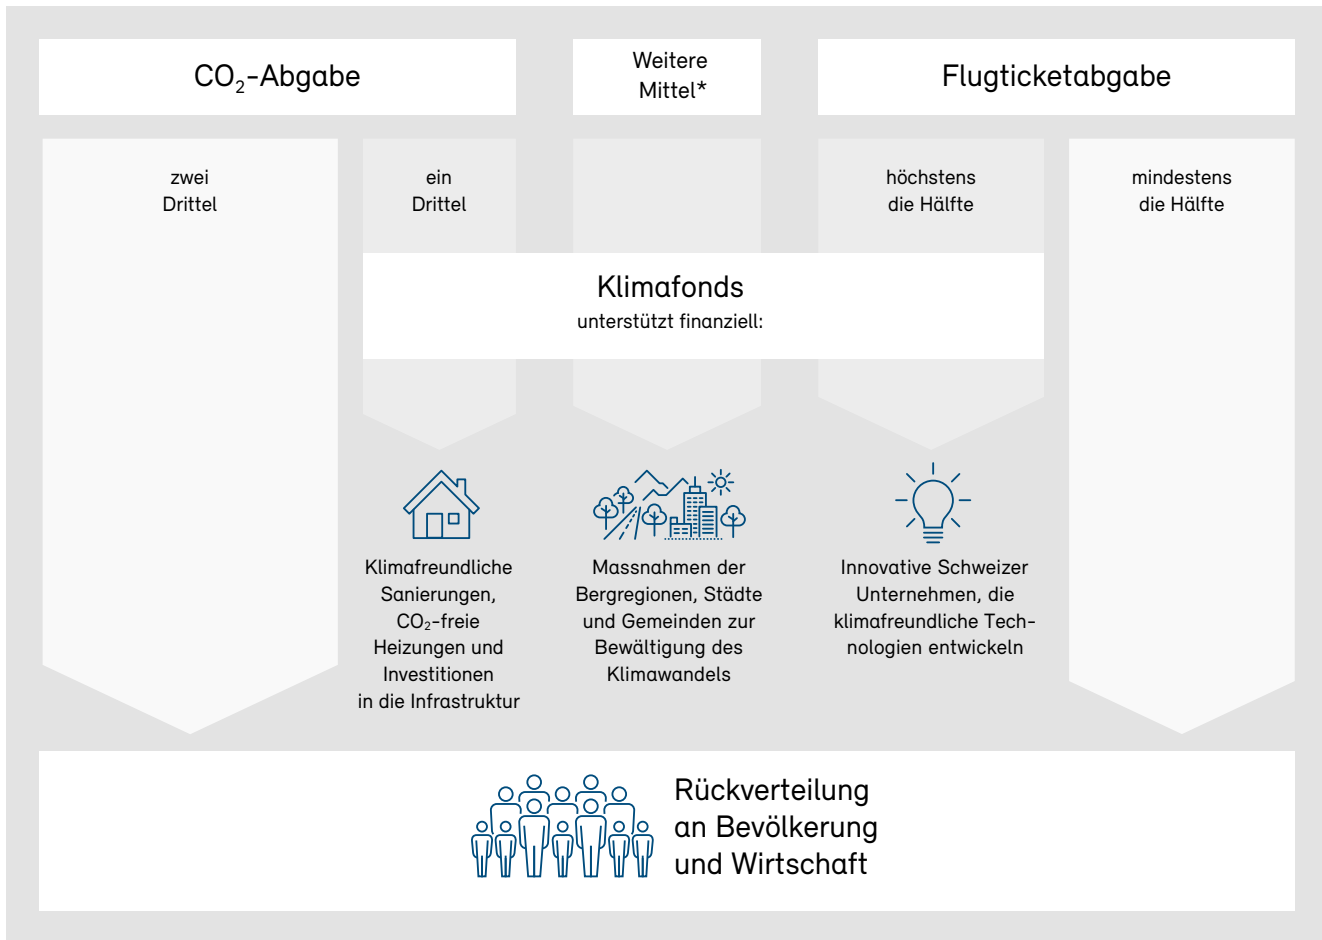 CO₂-Abgabe
Weitere
Mittel*
Flugticketabgabe
zwei
Drittel
ein
Drittel
höchstens
die Hälfte
mindestens
die Hälfte
Klimafonds
unterstützt finanziell:
Klimafreundliche
Sanierungen,
CO₂-freie
Heizungen und
Investitionen
in die Infrastruktur
Massnahmen der
Bergregionen, Städte
und Gemeinden zur
Bewältigung des
Klimawandels
Innovative Schweizer
Unternehmen, die
klimafreundliche Tech-
nologien entwickeln
Rückverteilung
an Bevölkerung
und Wirtschaft